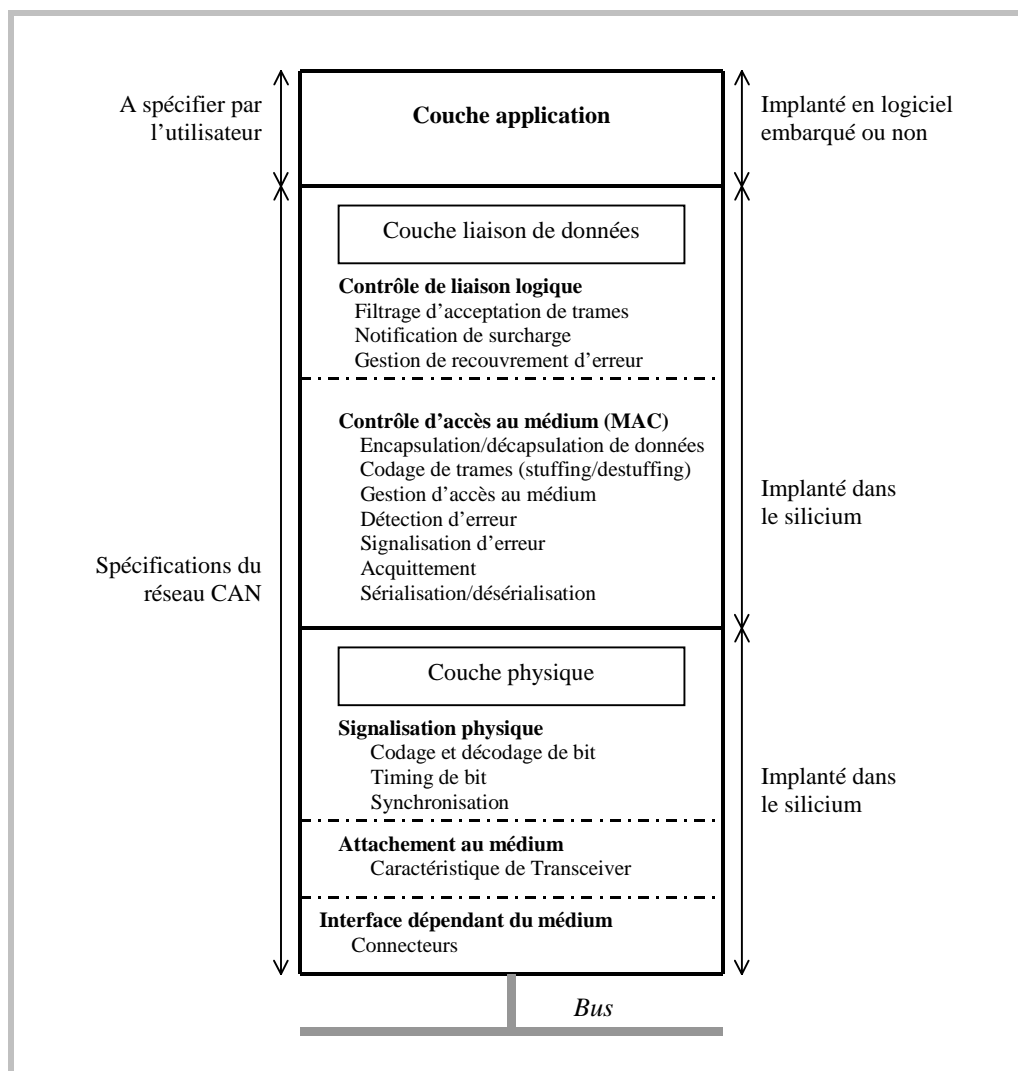 A spécifier par
l'utilisateur
Couche application
Implanté en logiciel
embarqué ou non
Couche liaison de données
Contrôle de liaison logique
Filtrage d'acceptation de trames
Notification de surcharge
Gestion de recouvrement d'erreur
Contrôle d'accès au médium (MAC)
Encapsulation/décapsulation de données
Codage de trames (stuffing/destuffing)
Gestion d'accès au médium
Détection d'erreur
Signalisation d'erreur
Acquittement
Sérialisation/désérialisation
Implanté dans
le silicium
Spécifications du
réseau CAN
Couche physique
Signalisation physique
Codage et décodage de bit
Timing de bit
Synchronisation
Implanté dans
le silicium
Attachement au médium
Caractéristique de Transceiver
Interface dépendant du médium
Connecteurs
Bus